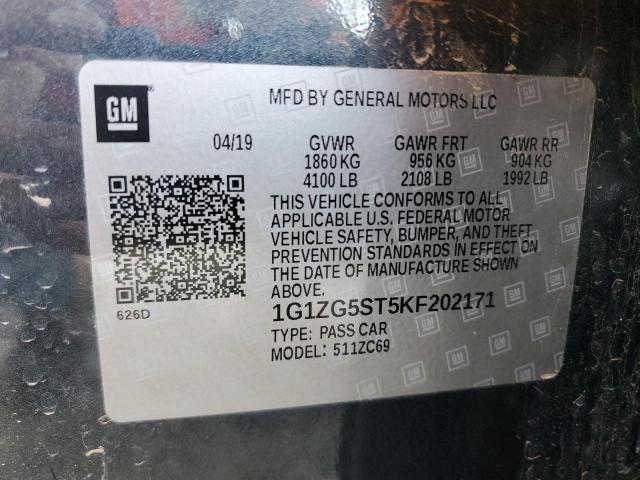 GM
MFD BY GENERAL MOTORS LLC
04/19 GVWR GAWR FRT GAWR RR
1860 KG 956 KG 904 KG
4100 LB 2108 LB 1992 LB
THIS VEHICLE CONFORMS TO ALL
APPLICABLE U.S. FEDERAL MOTOR
VEHICLE SAFETY, BUMPER, AND THEFT
PREVENTION STANDARDS IN EFFECT ON
THE DATE OF MANUFACTURE SHOWN
ABOVE.
1G1ZG5ST5KF202171
626D
TYPE: PASS CAR
MODEL: 511ZC69